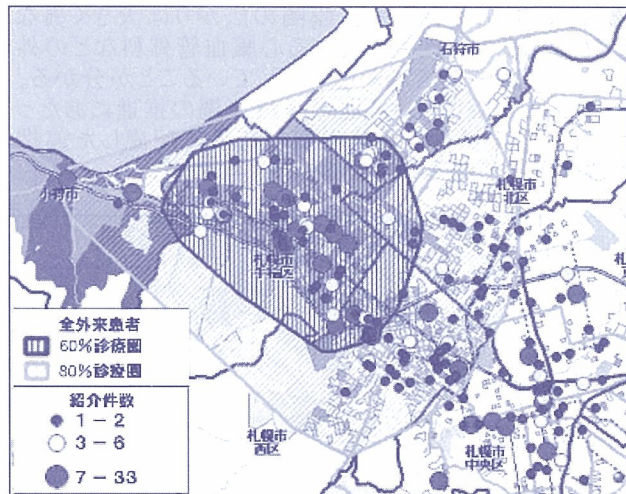 石狩市
小樽市
札幌市
北区
札幌市
手稲区
札幌市
西区
札幌市
中央区
全外来患者
60%診療圏
80%診療圏
紹介件数
1－2
3－6
7－33